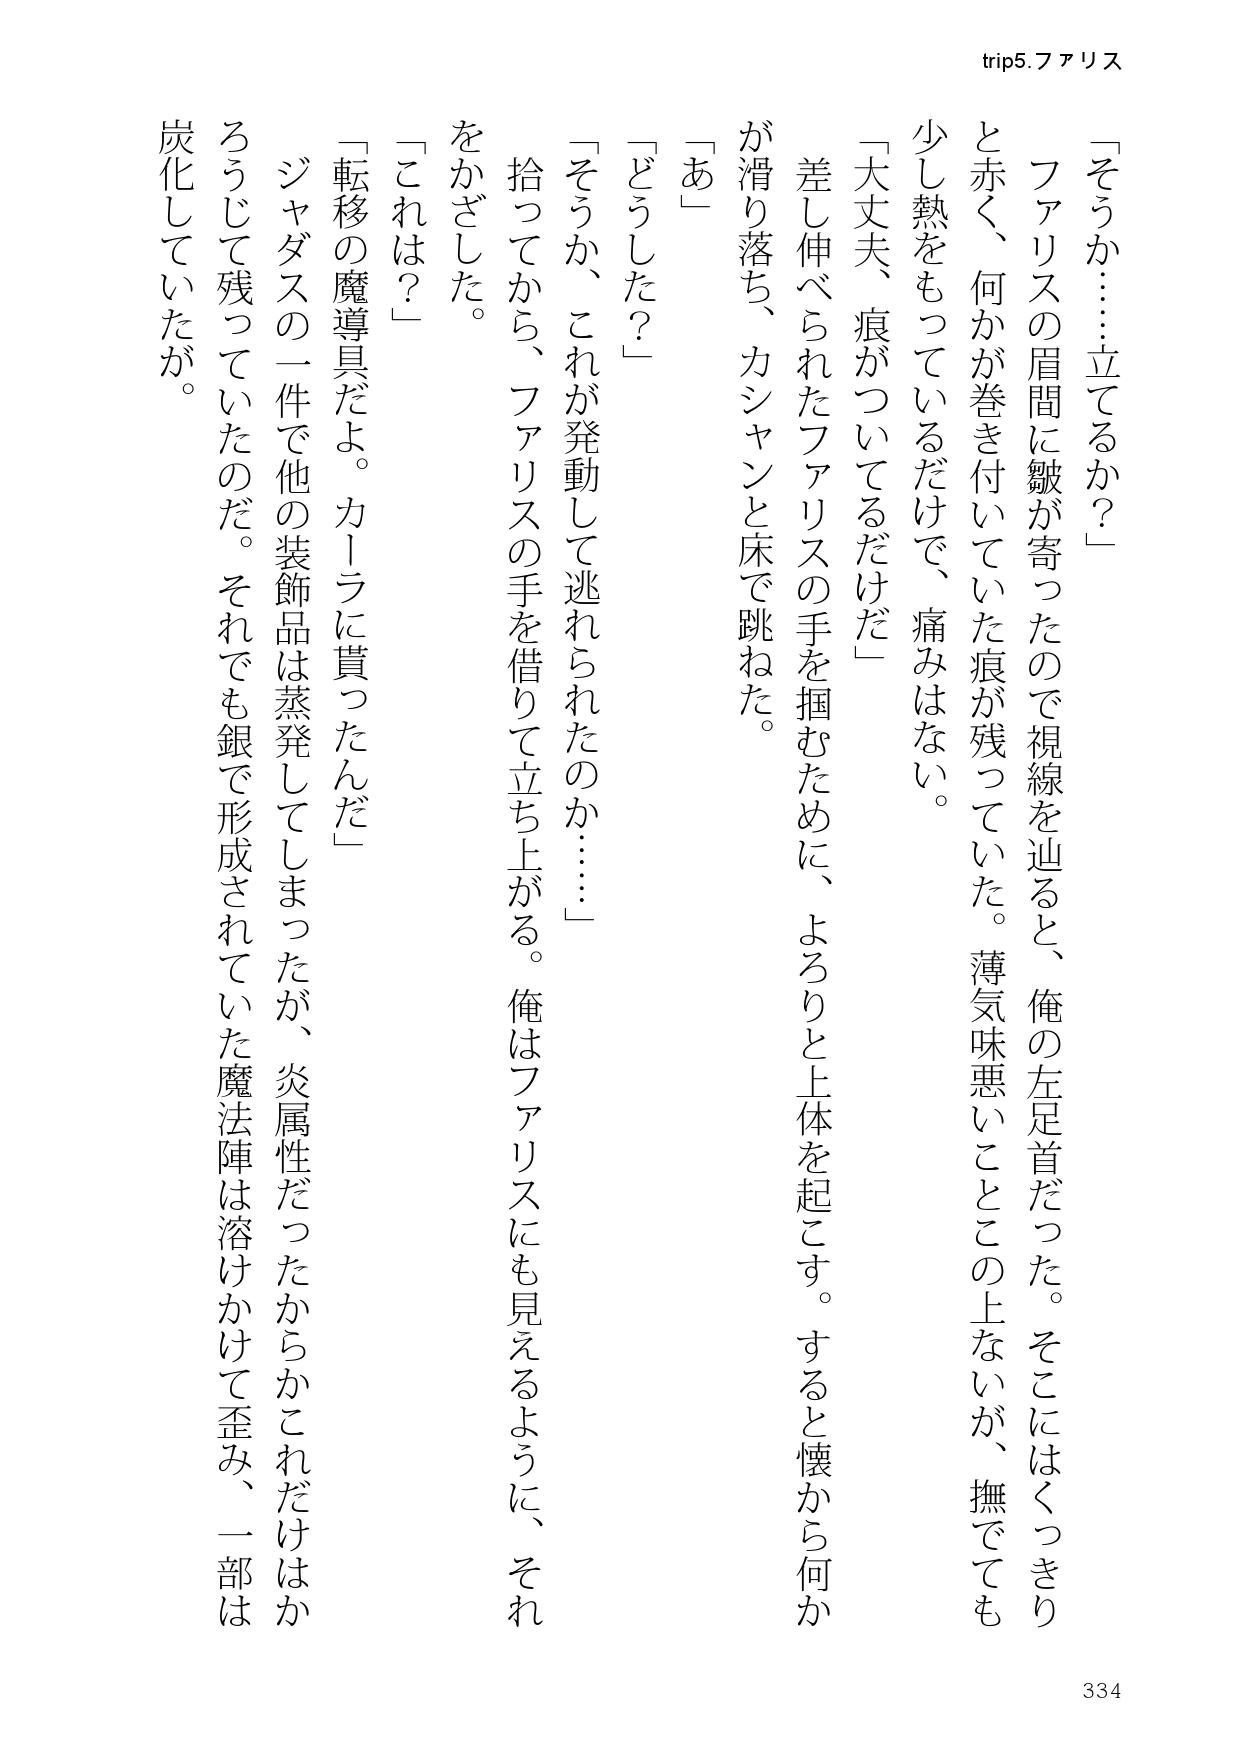 trip5.ファリス
「そうか……立てるか？」
ファリスの眉間に皺が寄ったので視線を辿ると、俺の左足首だった。そこにはくっきり
と赤く、何かが巻き付いていた痕が残っていた。薄気味悪いことこの上ないが、撫でても
少し熱をもっているだけで、痛みはない。
「大丈夫、痕がついてるだけだ」
差し伸べられたファリスの手を掴むために、よろりと上体を起こす。すると懐から何か
が滑り落ち、カシャンと床で跳ねた。
「あ」
「どうした？」
「そうか、これが発動して逃れられたのか……」
拾ってから、ファリスの手を借りて立ち上がる。俺はファリスにも見えるように、それ
をかざした。
「これは？」
「転移の魔導具だよ。カーラに貰ったんだ」
ジャダスの一件で他の装飾品は蒸発してしまったが、炎属性だったからかこれだけはか
ろうじて残っていたのだ。それでも銀で形成されていた魔法陣は溶けかけて歪み、一部は
炭化していたが。
334